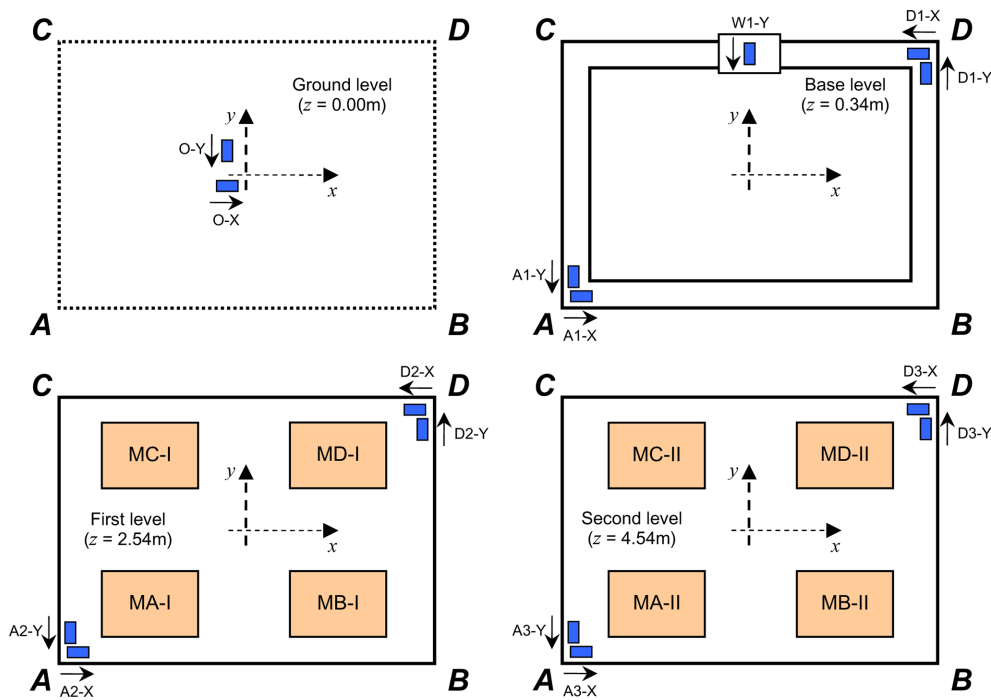 C
D
Ground level
(z = 0.00m)
y
O-Y
x
O-X
A
B
W1-Y
D1-X
C
D
D1-Y
Base level
(z = 0.34m)
y
x
A1-Y
A
A1-X
B
D2-X
C
D
MC-I
MD-I
D2-Y
y
First level
(z = 2.54m)
x
MA-I
MB-I
A2-Y
A
A2-X
B
D3-X
C
D
MC-II
MD-II
D3-Y
y
Second level
(z = 4.54m)
x
MA-II
MB-II
A3-Y
A
A3-X
B